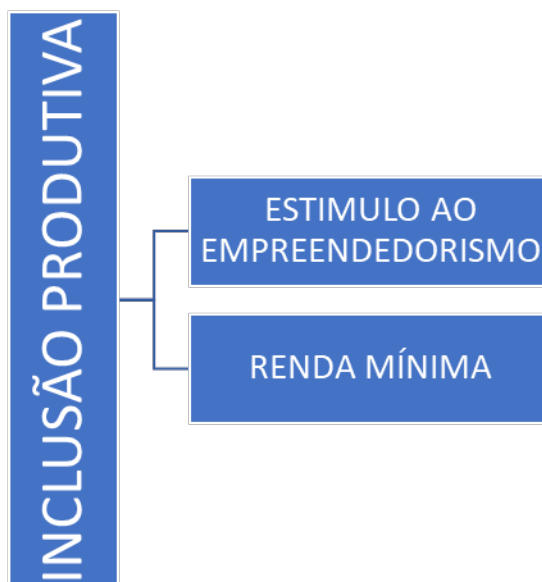 INCLUSÃO PRODUTIVA
ESTIMULO AO
EMPREENDEDORISMO
RENDA MÍNIMA